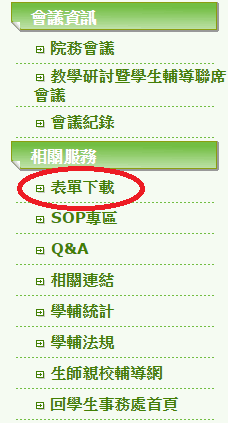 會議資訊
院務會議
教學研討暨學生輔導聯席
會議
會議紀錄
相關服務
表單下載
SOP專區
Q&A
相關連結
學輔統計
學輔法規
生師親校輔導網
回學生事務處首頁